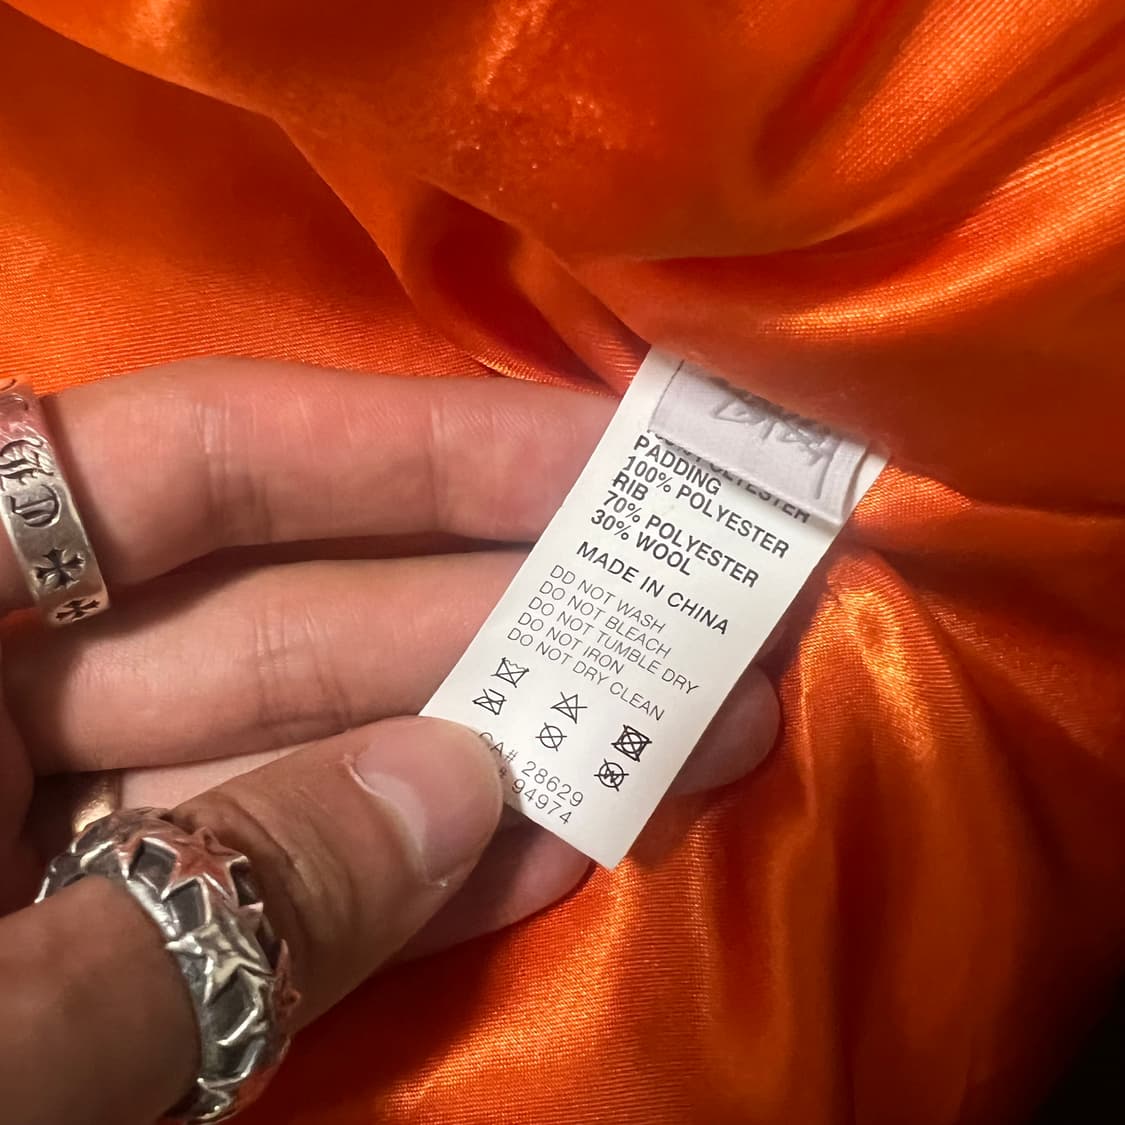 PADDING
100% POLYESTER
RIB
70% POLYESTER
30% WOOL
MADE IN CHINA
DO NOT WASH
DO NOT BLEACH
DO NOT TUMBLE DRY
DO NOT IRON
DO NOT DRY CLEAN
CA# 28629
# 94974